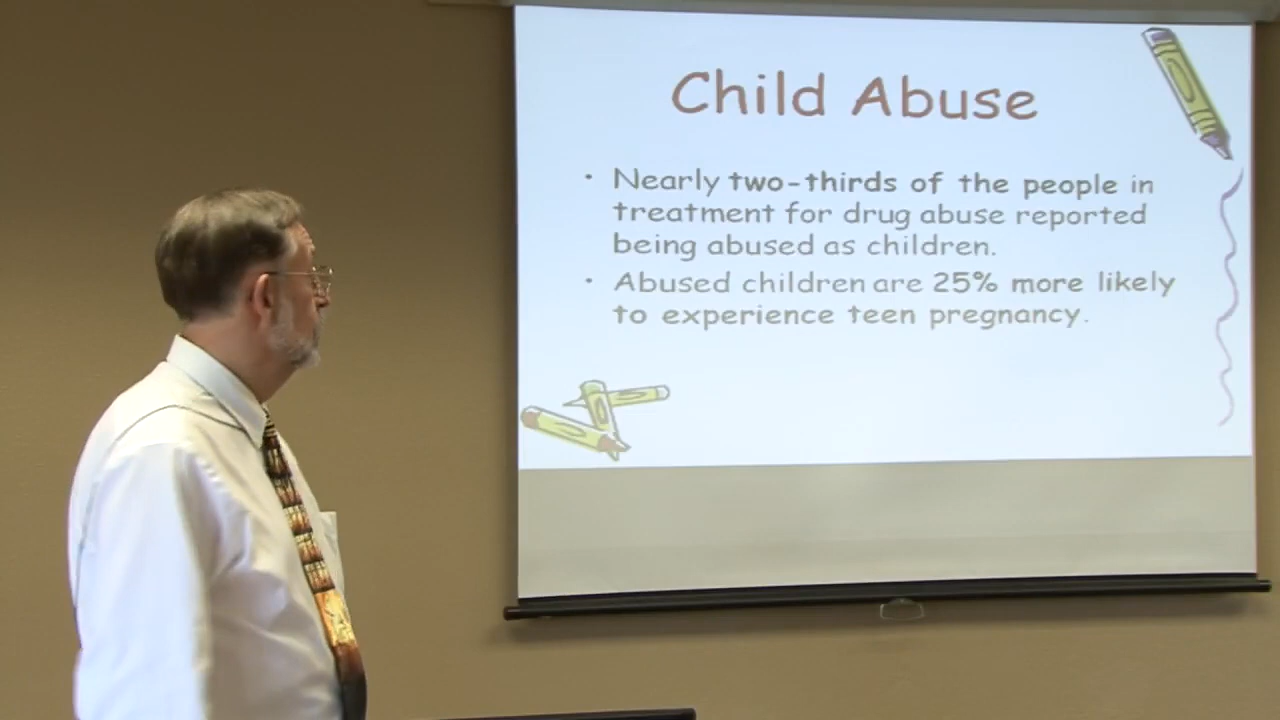 Child Abuse
• Nearly two-thirds of the people in
treatment for drug abuse reported
being abused as children.
• Abused children are 25% more likely
to experience teen pregnancy.